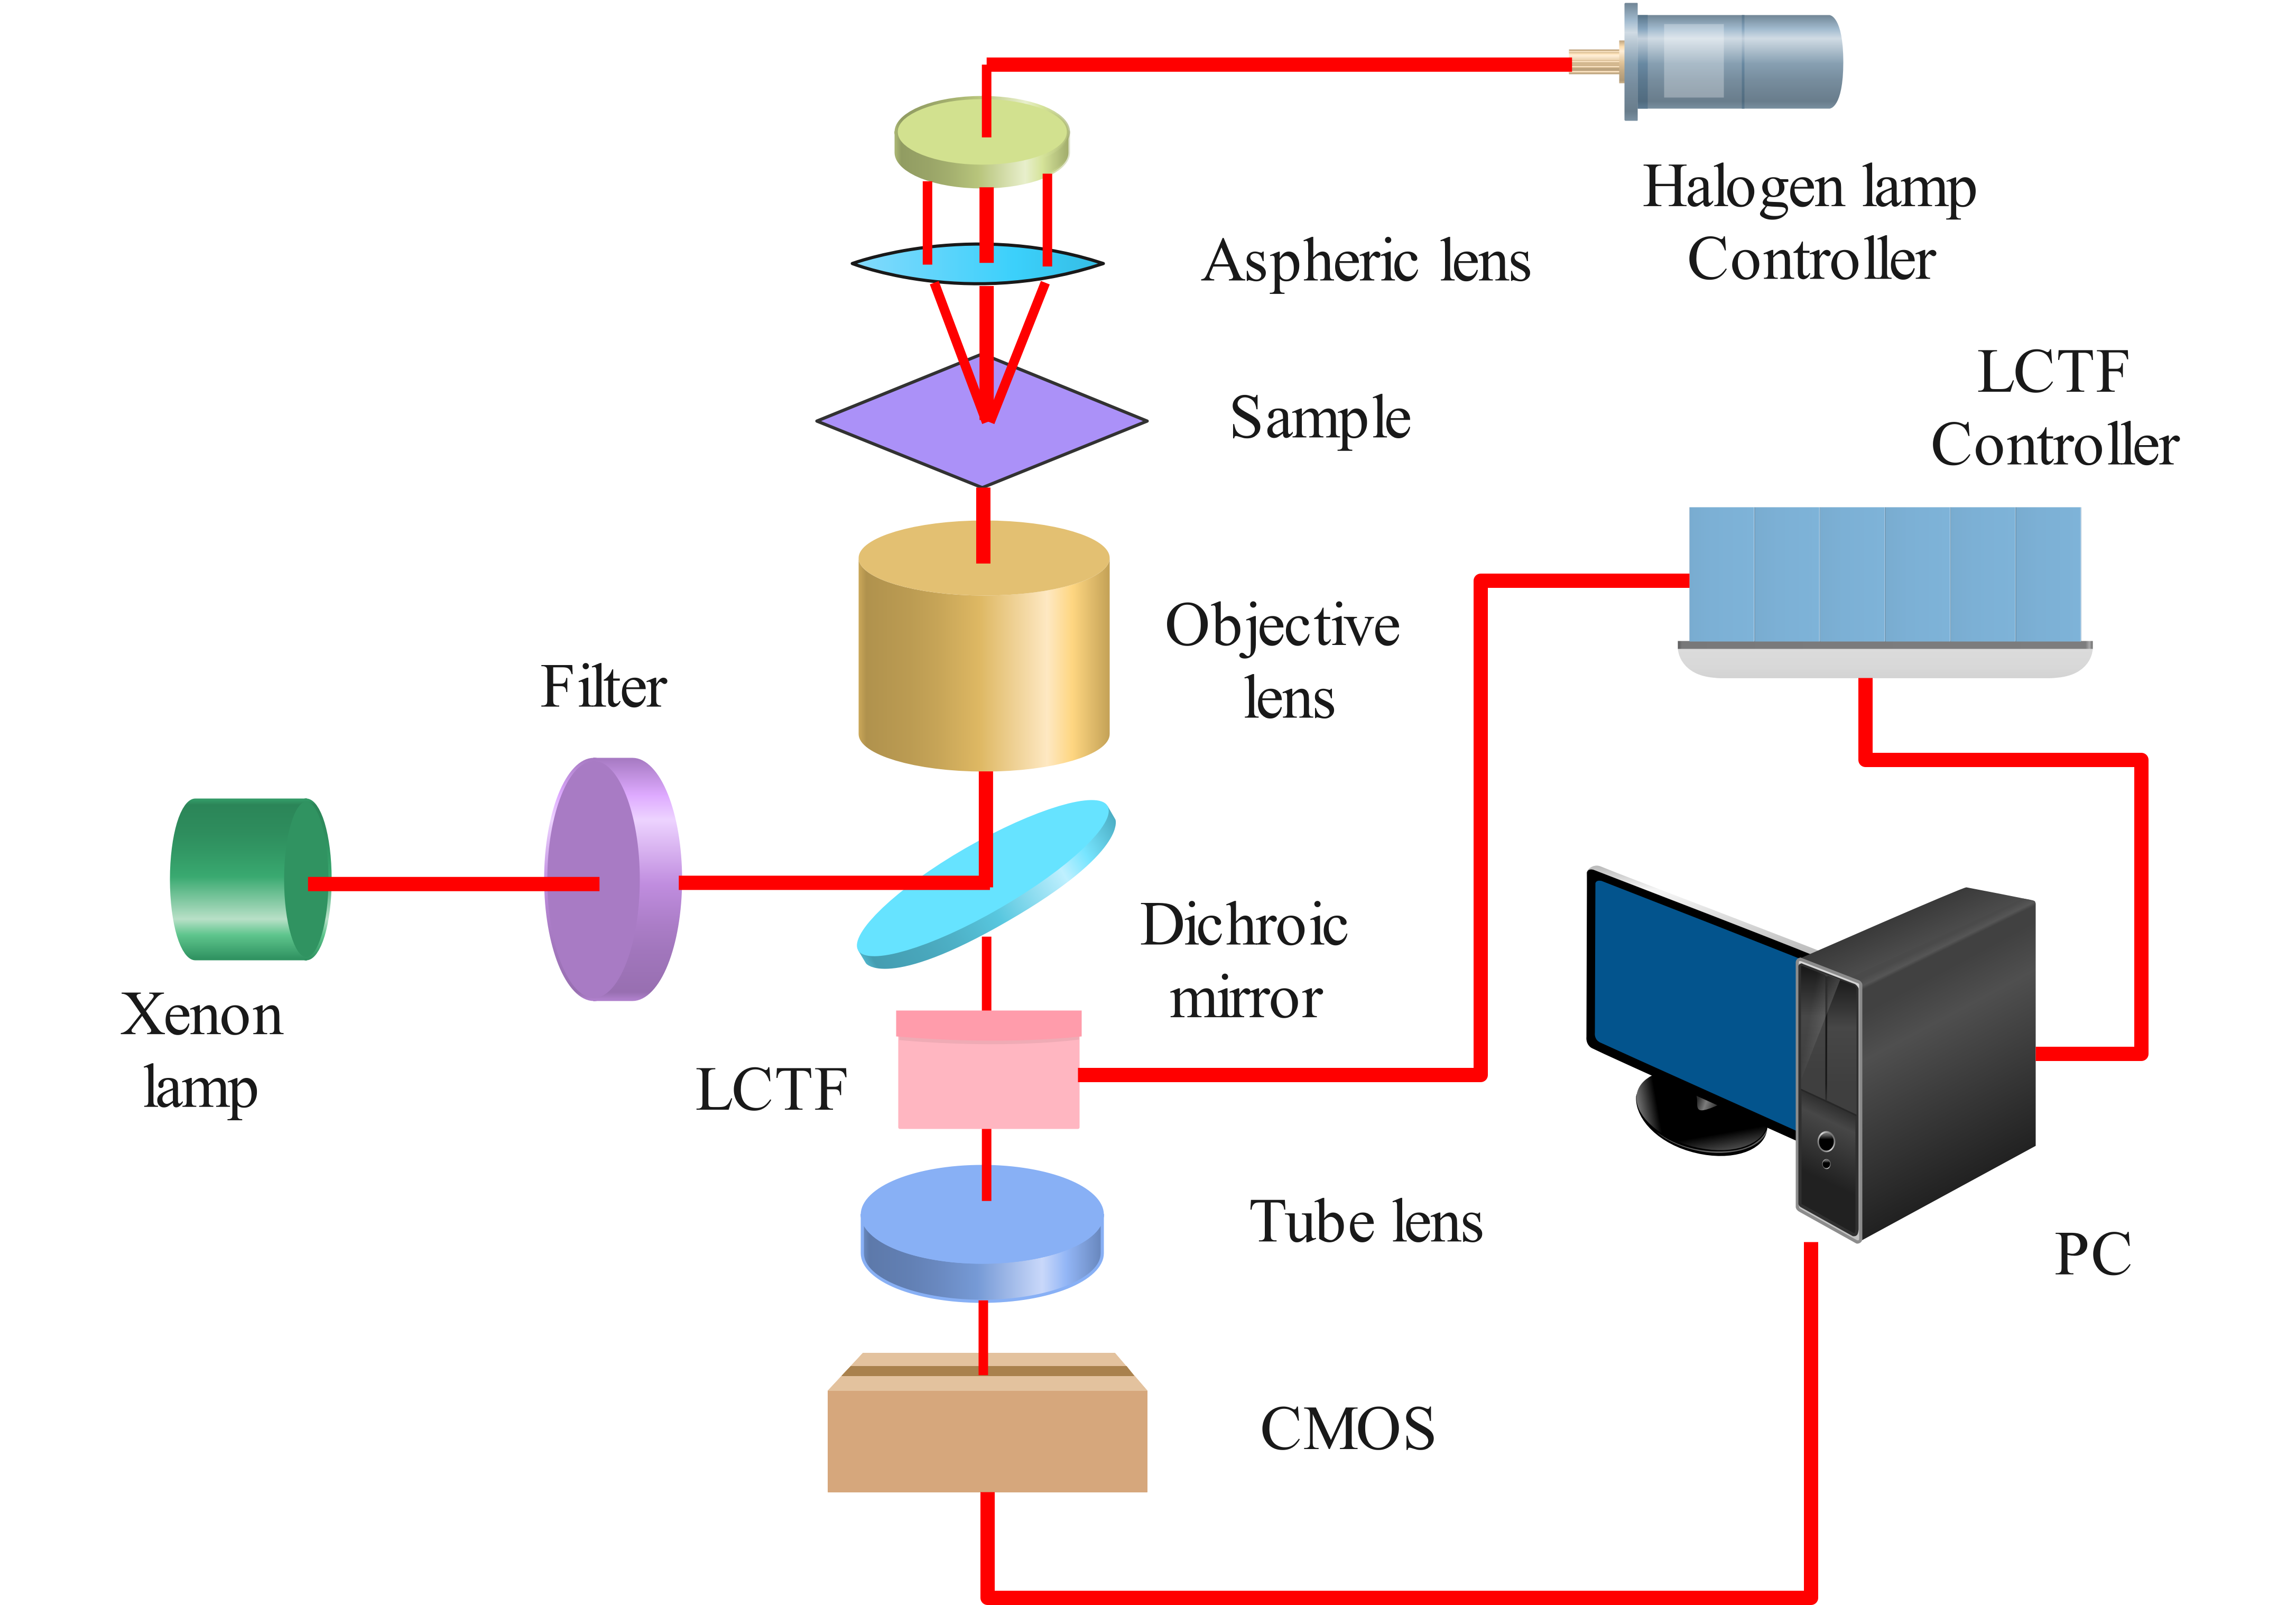 Halogen lamp
Controller
Aspheric lens
LCTF
Controller
Sample
Objective
lens
Filter
Dichroic
mirror
Xenon
lamp
LCTF
Tube lens
PC
CMOS